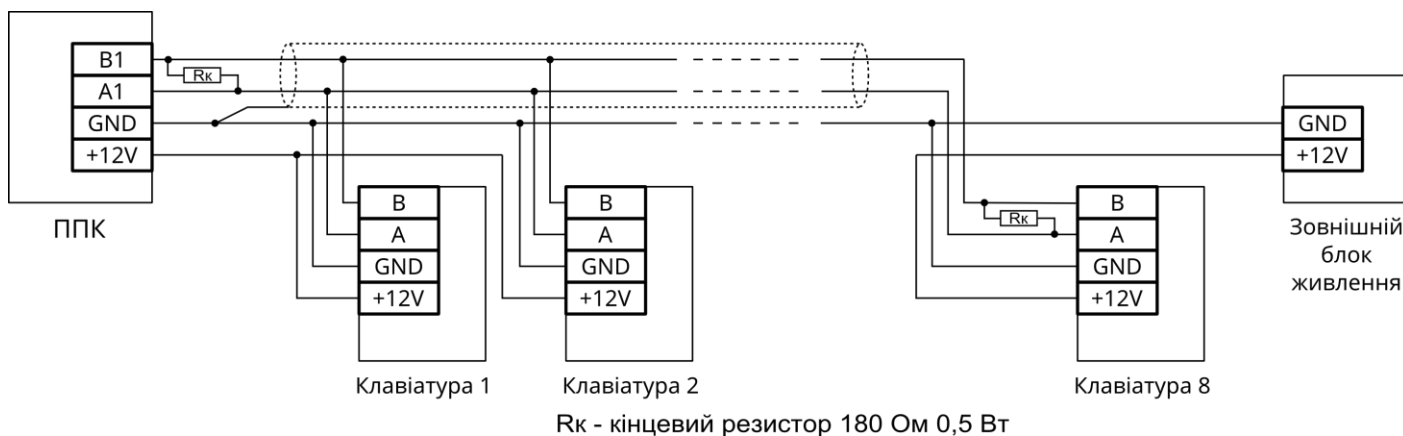 B1
Rк
A1
GND
+12V
ППК
B
A
GND
+12V
Клавіатура 1
B
A
GND
+12V
Клавіатура 2
Rк
B
A
GND
+12V
Клавіатура 8
GND
+12V
Зовнішній
блок
живлення
Rк - кінцевий резистор 180 Ом 0,5 Вт